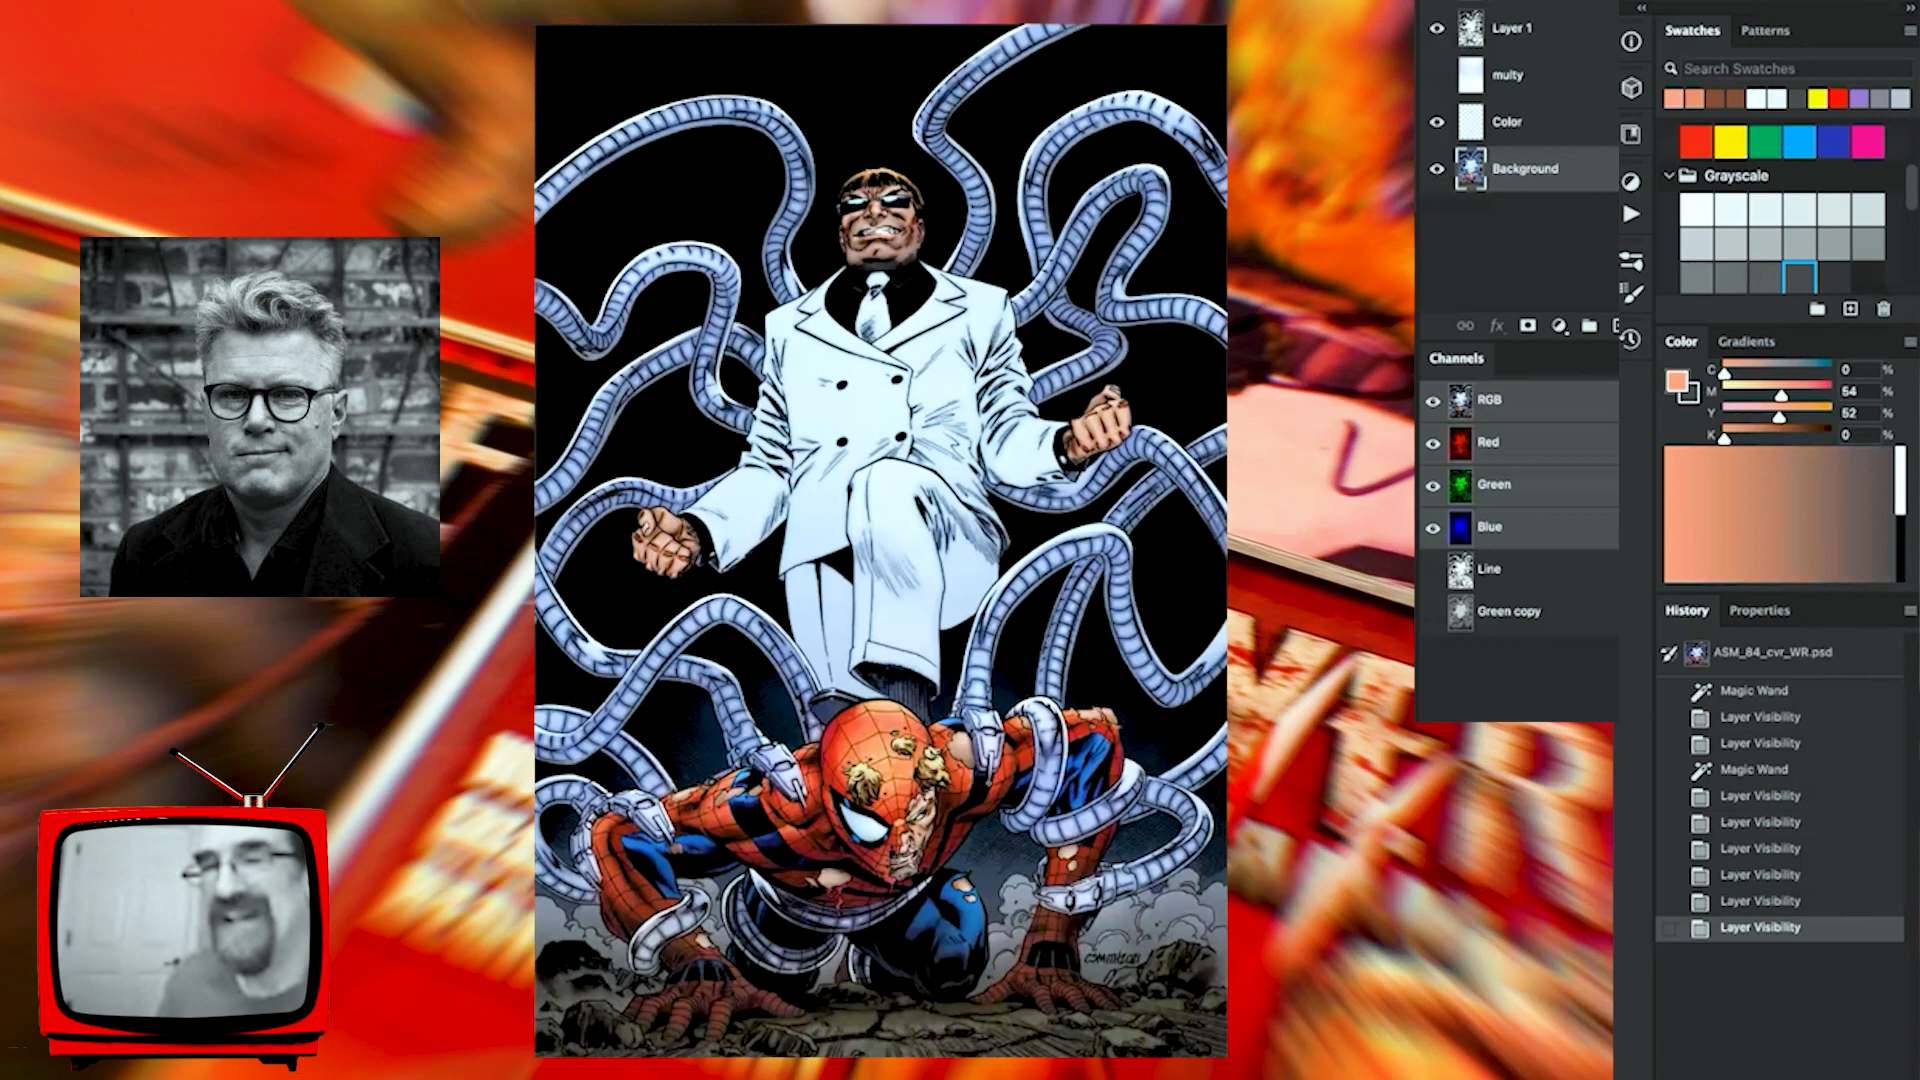 Layer 1
multy
Color
Background
fx
Channels
RGB
Red
Green
Blue
Line
Green copy
Swatches
Patterns
Search Swatches
Grayscale
Color
Gradients
C 0 %
M 54 %
Y 52 %
K 0 %
History
Properties
ASM_84_cvr_WR.psd
Magic Wand
Layer Visibility
Layer Visibility
Magic Wand
Layer Visibility
Layer Visibility
Layer Visibility
Layer Visibility
Layer Visibility
Layer Visibility